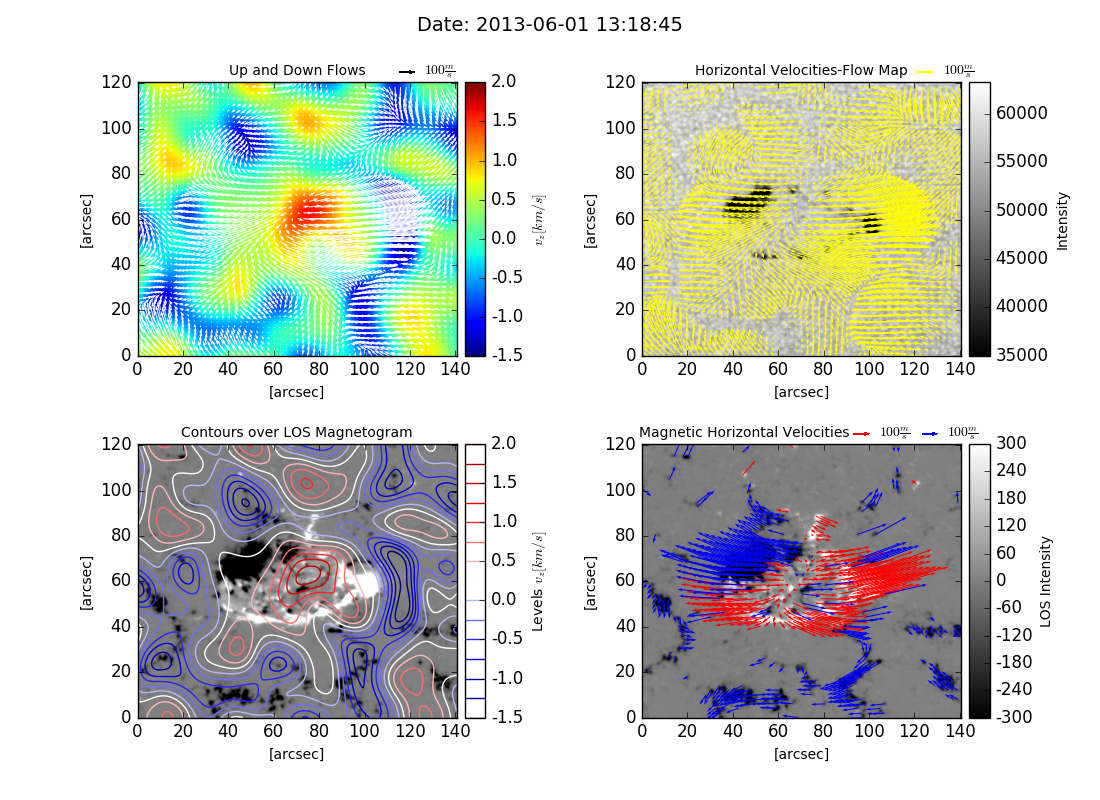 Date: 2013-06-01 13:18:45
Up and Down Flows
100 m/s
120
100
80
60
40
20
0
[arcsec]
0 20 40 60 80 100 120 140
[arcsec]
2.0
1.5
1.0
0.5
0.0
-0.5
-1.0
-1.5
v_z[km/s]
Horizontal Velocities-Flow Map
100 m/s
120
100
80
60
40
20
0
[arcsec]
0 20 40 60 80 100 120 140
[arcsec]
60000
55000
50000
45000
40000
35000
Intensity
Contours over LOS Magnetogram
120
100
80
60
40
20
0
[arcsec]
0 20 40 60 80 100 120 140
[arcsec]
2.0
1.5
1.0
0.5
0.0
-0.5
-1.0
-1.5
Levels v_z[km/s]
Magnetic Horizontal Velocities
100 m/s
100 m/s
120
100
80
60
40
20
0
[arcsec]
0 20 40 60 80 100 120 140
[arcsec]
300
240
180
120
60
0
-60
-120
-180
-240
-300
LOS Intensity